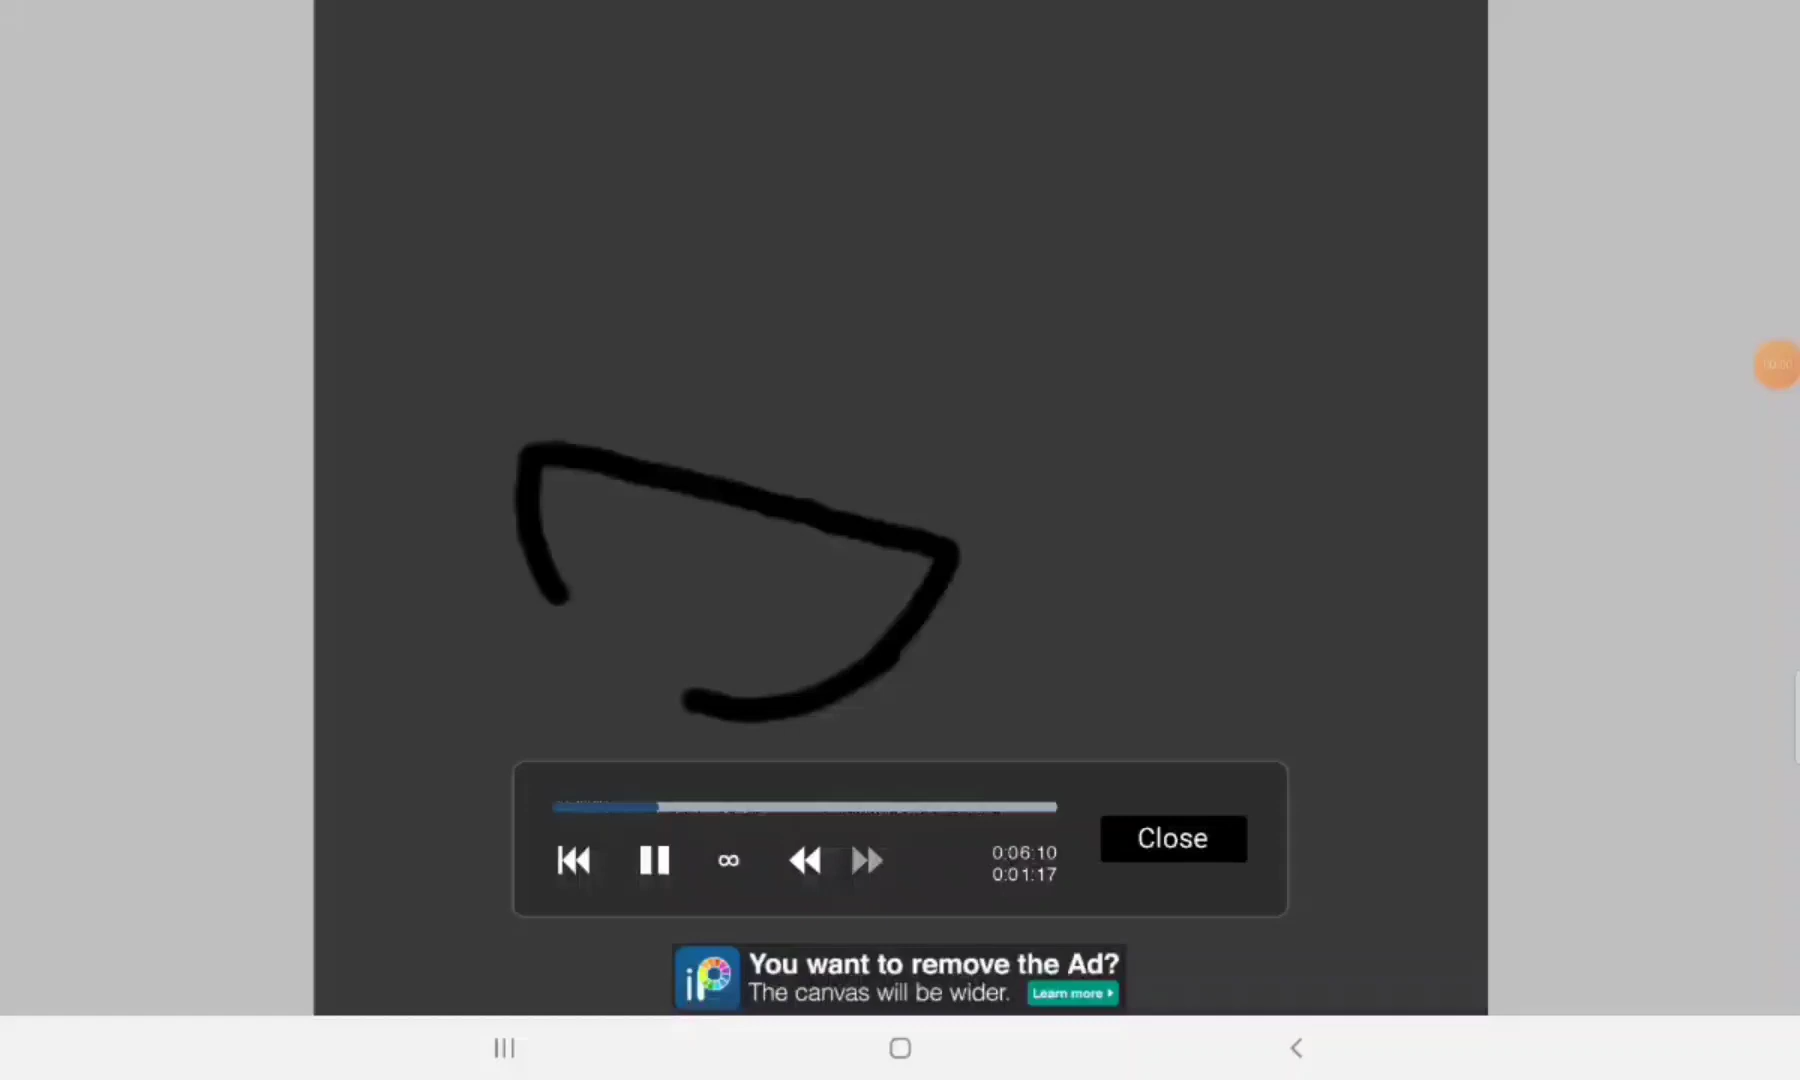 0:06:10
0:01:17
Close
iP
You want to remove the Ad?
The canvas will be wider.
Learn more